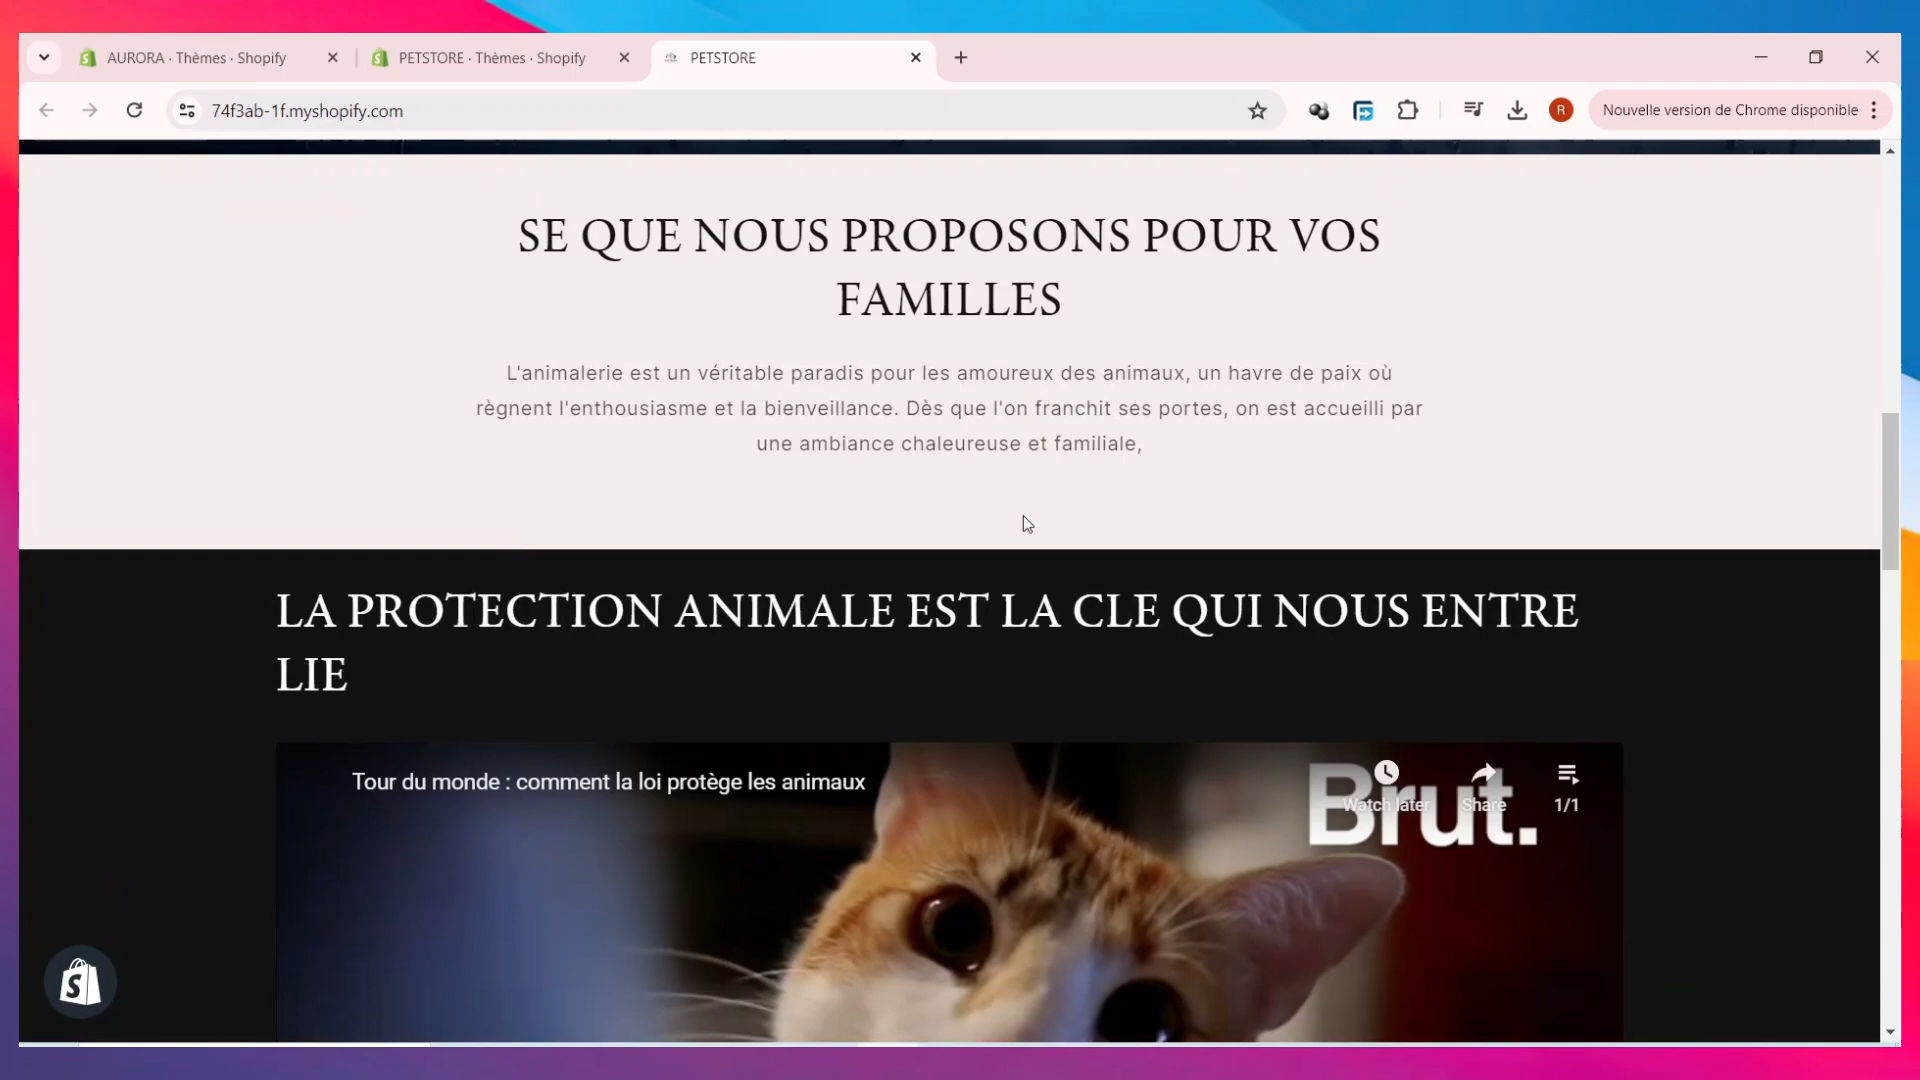 AURORA · Thèmes · Shopify
PETSTORE · Thèmes · Shopify
PETSTORE
74f3ab-1f.myshopify.com
R
Nouvelle version de Chrome disponible
SE QUE NOUS PROPOSONS POUR VOS
FAMILLES
L'animalerie est un véritable paradis pour les amoureux des animaux, un havre de paix où
règnent l'enthousiasme et la bienveillance. Dès que l'on franchit ses portes, on est accueilli par
une ambiance chaleureuse et familiale,
LA PROTECTION ANIMALE EST LA CLE QUI NOUS ENTRE
LIE
Tour du monde : comment la loi protège les animaux
Brut.
Watch later
Share
1/1